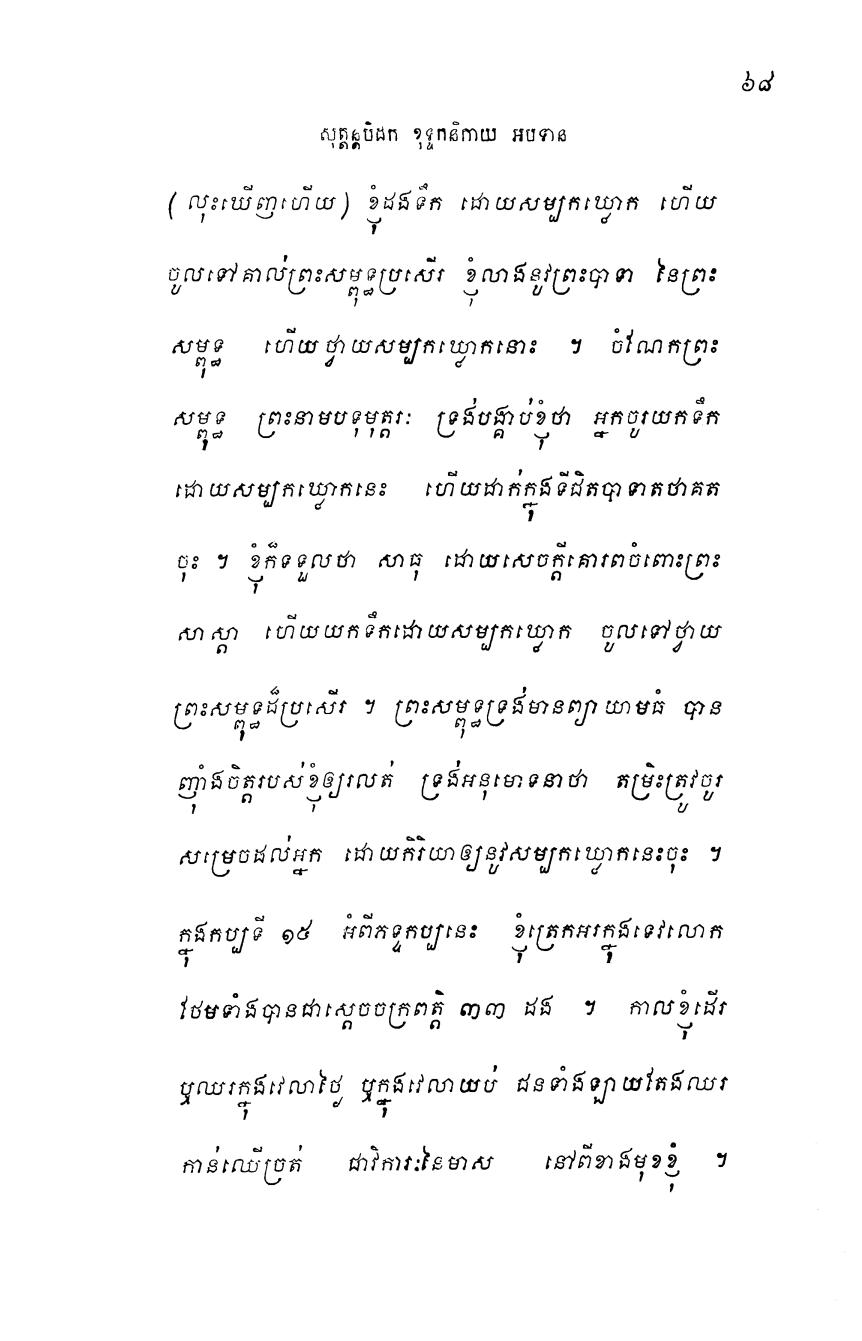 ៦៨
សុត្តន្តបិដក ខុទ្ទកនិកាយ អបទាន
(លុះឃើញហើយ) ខ្ញុំដងទឹក ដោយសម្បកឃ្លោក ហើយ
ចូលទៅគាល់ព្រះសម្ពុទ្ធប្រសើរ ខ្ញុំលាងនូវព្រះបាទា នៃព្រះ
សម្ពុទ្ធ ហើយថ្វាយសម្បកឃ្លោកនោះ ។ ចំណែកព្រះ
សម្ពុទ្ធ ព្រះនាមបទុមុត្តរៈ ទ្រង់បង្គាប់ខ្ញុំថា អ្នកចូរយកទឹក
ដោយសម្បកឃ្លោកនេះ ហើយដាក់ក្នុងទីជិតបាទាតថាគត
ចុះ ។ ខ្ញុំក៏ទទួលថា សាធុ ដោយសេចក្តីគោរពចំពោះព្រះ
សាស្តា ហើយយកទឹកដោយសម្បកឃ្លោក ចូលទៅថ្វាយ
ព្រះសម្ពុទ្ធដ៏ប្រសើរ ។ ព្រះសម្ពុទ្ធទ្រង់មានព្យាយាមធំ បាន
ញ៉ាំងចិត្តរបស់ខ្ញុំឲ្យរលត់ ទ្រង់អនុមោទនាថា តម្រិះត្រូវចូរ
សម្រេចដល់អ្នក ដោយកិរិយាឲ្យនូវសម្បកឃ្លោកនេះចុះ ។
ក្នុងកប្បទី ១៥ អំពីភទ្ទកប្បនេះ ខ្ញុំត្រេកអរក្នុងទេវលោក
ថែមទាំងបានជាស្តេចចក្រពត្តិ ៣៣ ដង ។ កាលខ្ញុំដើរ
ឬឈរក្នុងវេលាថ្ងៃ ឬក្នុងវេលាយប់ ជនទាំងឡាយតែងឈរ
កាន់ឈើច្រត់ ជាវិការៈនៃមាស នៅពីខាងមុខខ្ញុំ ។